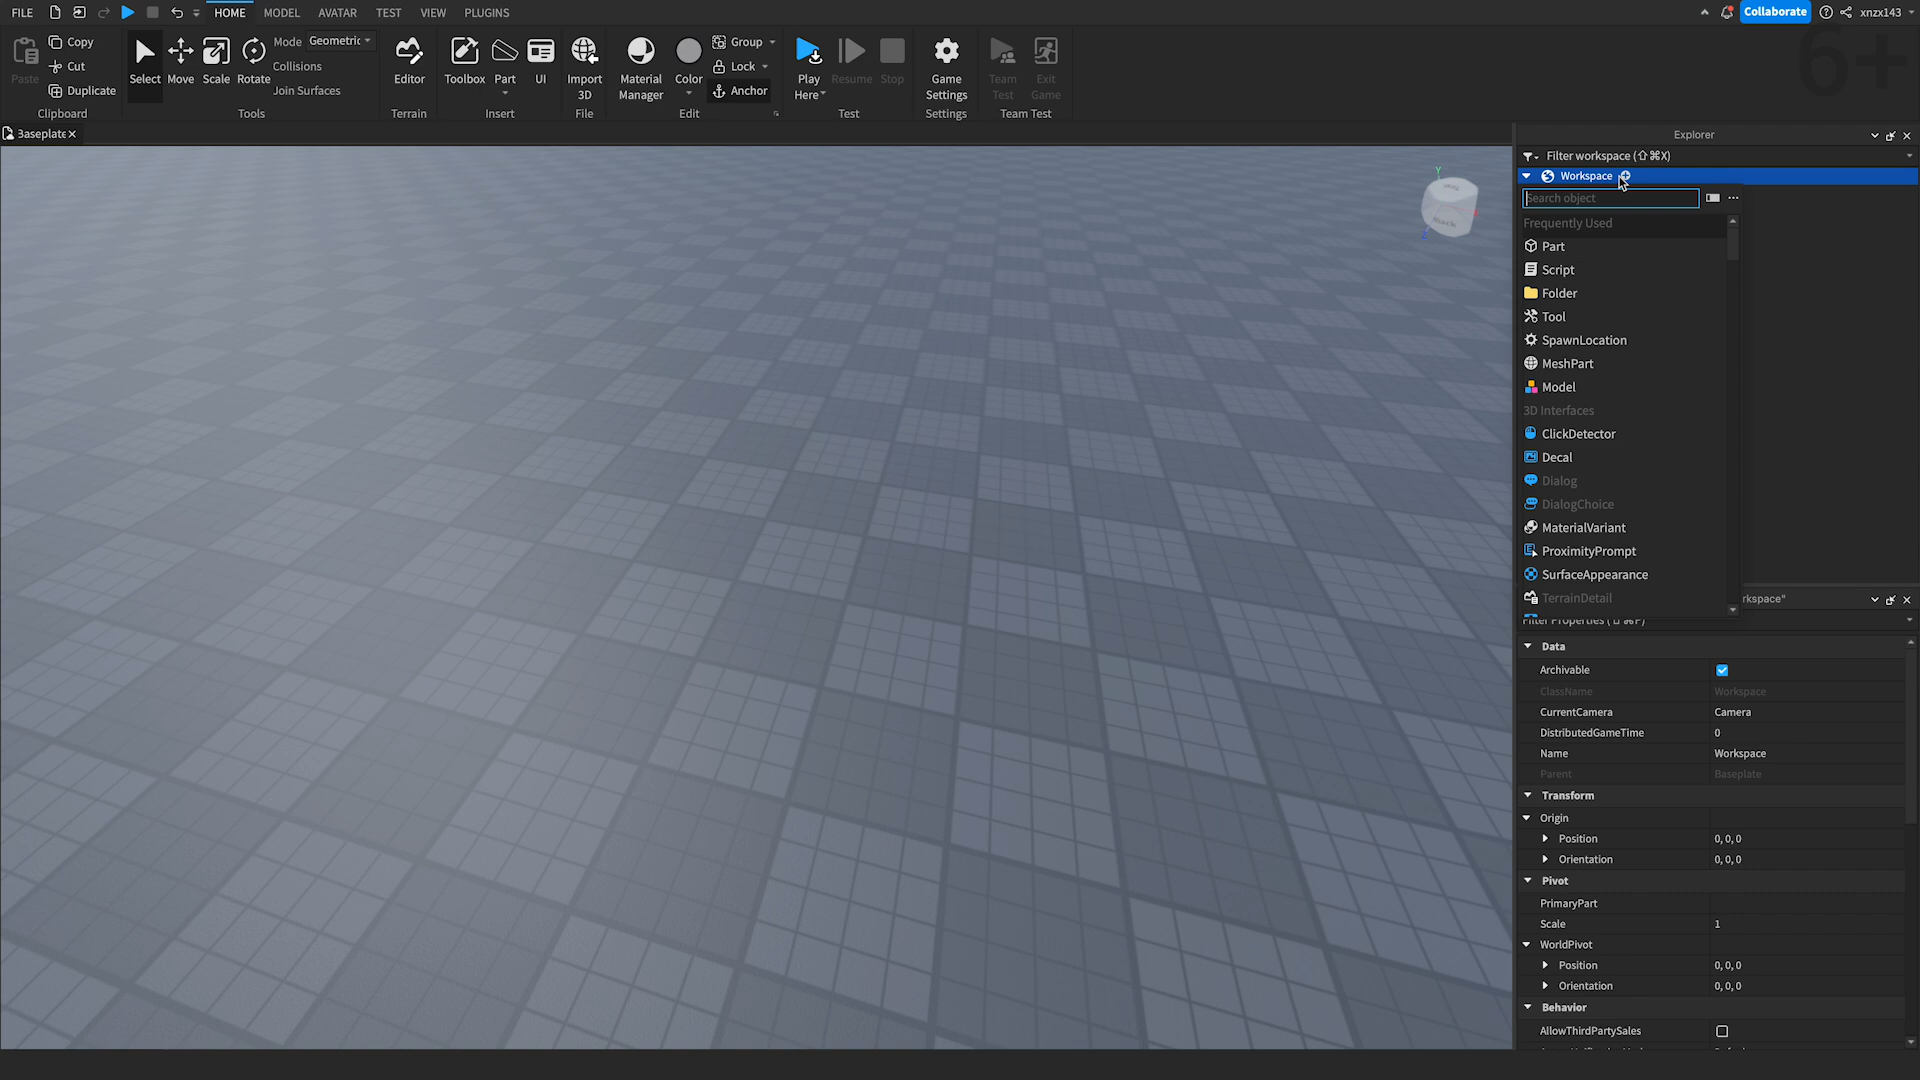 FILE HOME MODEL AVATAR TEST VIEW PLUGINS Collaborate xnzx143
6+
Paste Copy Cut Duplicate Clipboard
Select Move Scale Rotate Mode Geometric Collisions Join Surfaces Tools
Editor Terrain
Toolbox Part UI Insert
Import 3D File
Material Manager Color Group Lock Anchor Edit
Play Here Resume Stop Test
Game Settings Settings
Team Test Exit Game Team Test
Baseplate
Explorer
Filter workspace (⇧⌘X)
Workspace
Search object
Frequently Used
Part
Script
Folder
Tool
SpawnLocation
MeshPart
Model
3D Interfaces
ClickDetector
Decal
Dialog
DialogChoice
MaterialVariant
ProximityPrompt
SurfaceAppearance
TerrainDetail
rkspace"
Filter Properties (⇧⌘P)
Data
Archivable
ClassName Workspace
CurrentCamera Camera
DistributedGameTime 0
Name Workspace
Parent Baseplate
Transform
Origin
Position 0, 0, 0
Orientation 0, 0, 0
Pivot
PrimaryPart
Scale 1
WorldPivot
Position 0, 0, 0
Orientation 0, 0, 0
Behavior
AllowThirdPartySales